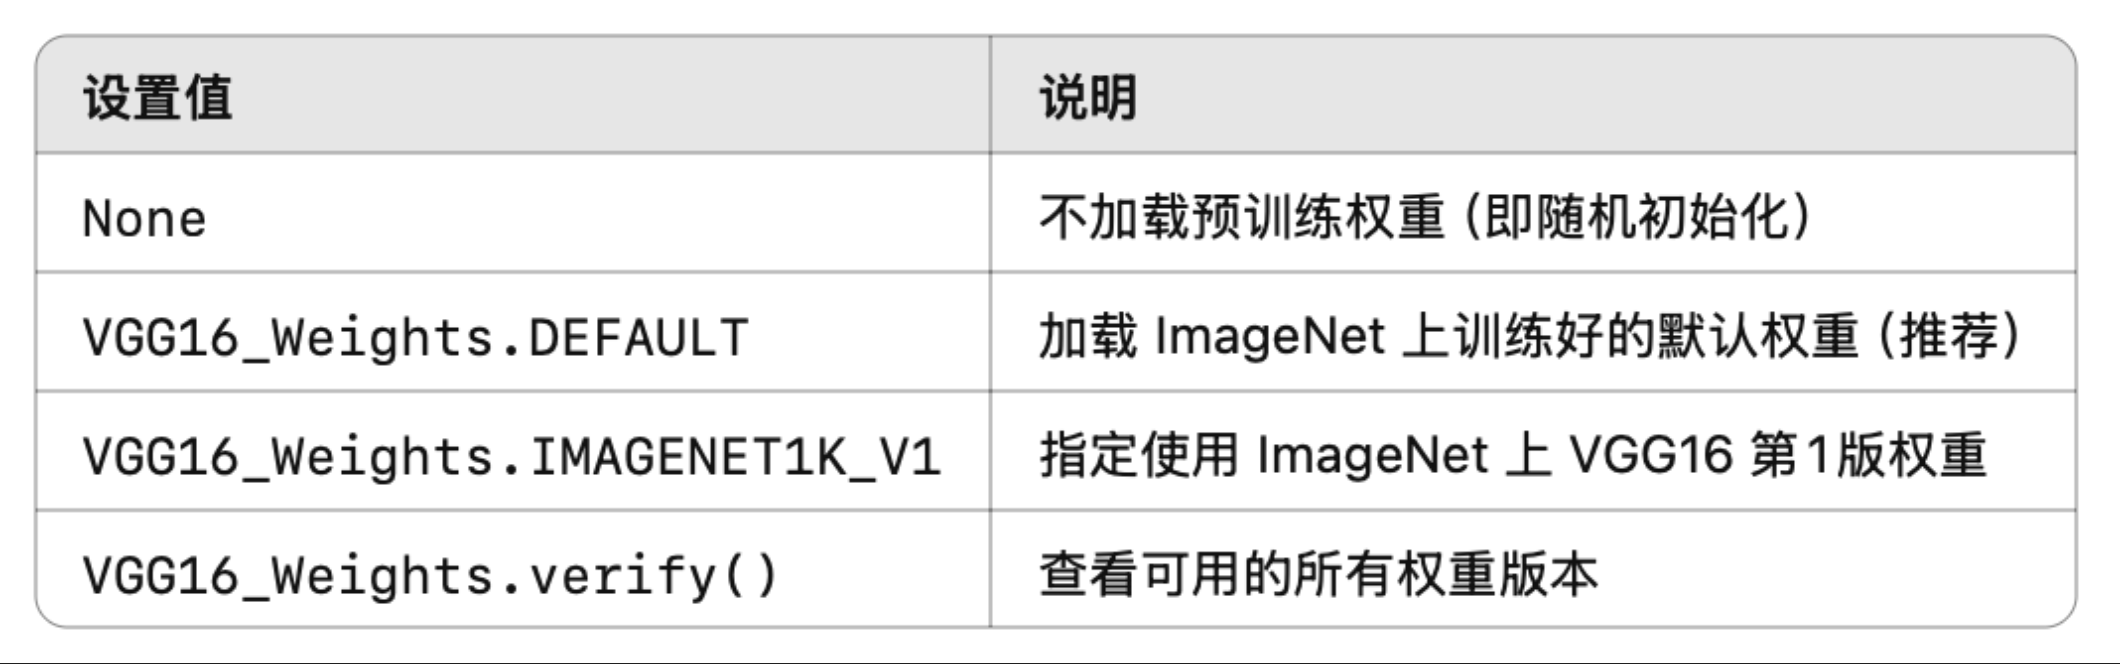 设置值 说明
None 不加载预训练权重（即随机初始化）
VGG16_Weights.DEFAULT 加载 ImageNet 上训练好的默认权重（推荐）
VGG16_Weights.IMAGENET1K_V1 指定使用 ImageNet 上 VGG16 第1版权重
VGG16_Weights.verify() 查看可用的所有权重版本